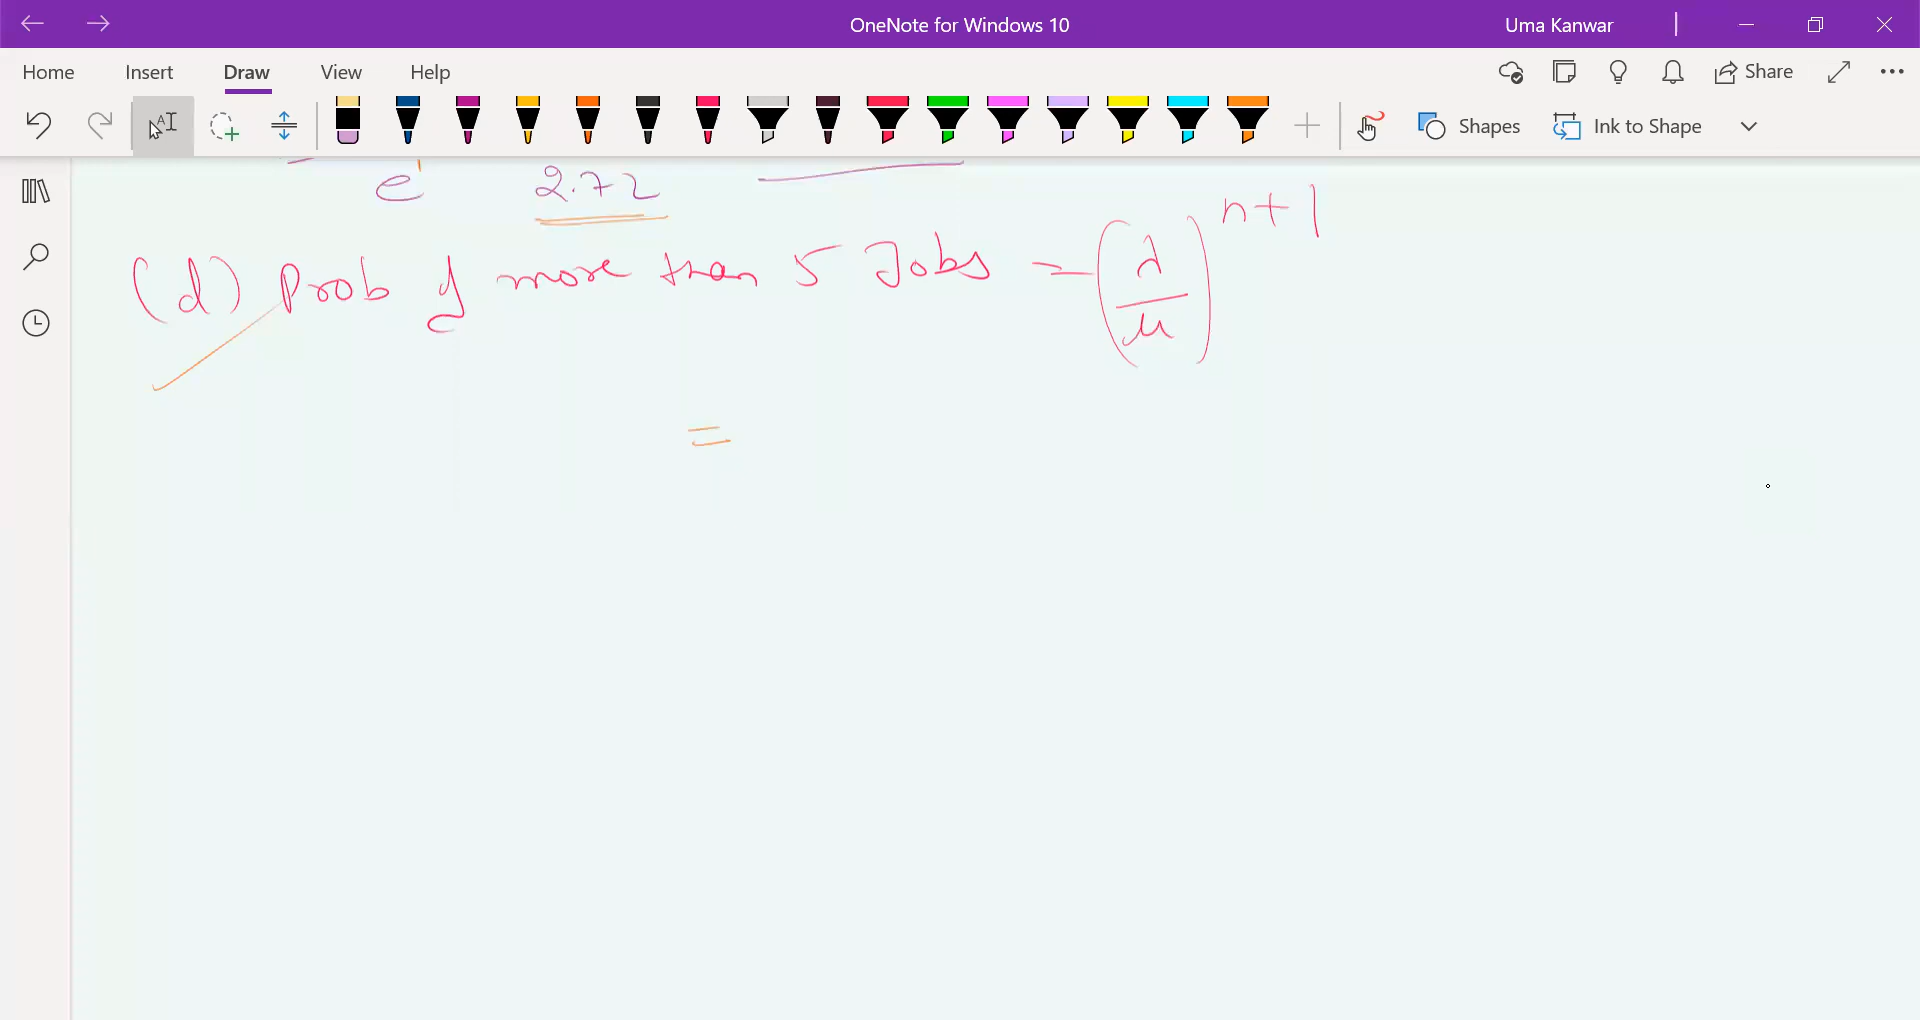 OneNote for Windows 10 Uma Kanwar
Home Insert Draw View Help Share
Shapes Ink to Shape
e 2.72
(d) Prob of more than 5 Jobs = (λ/μ)^{n+1}
=